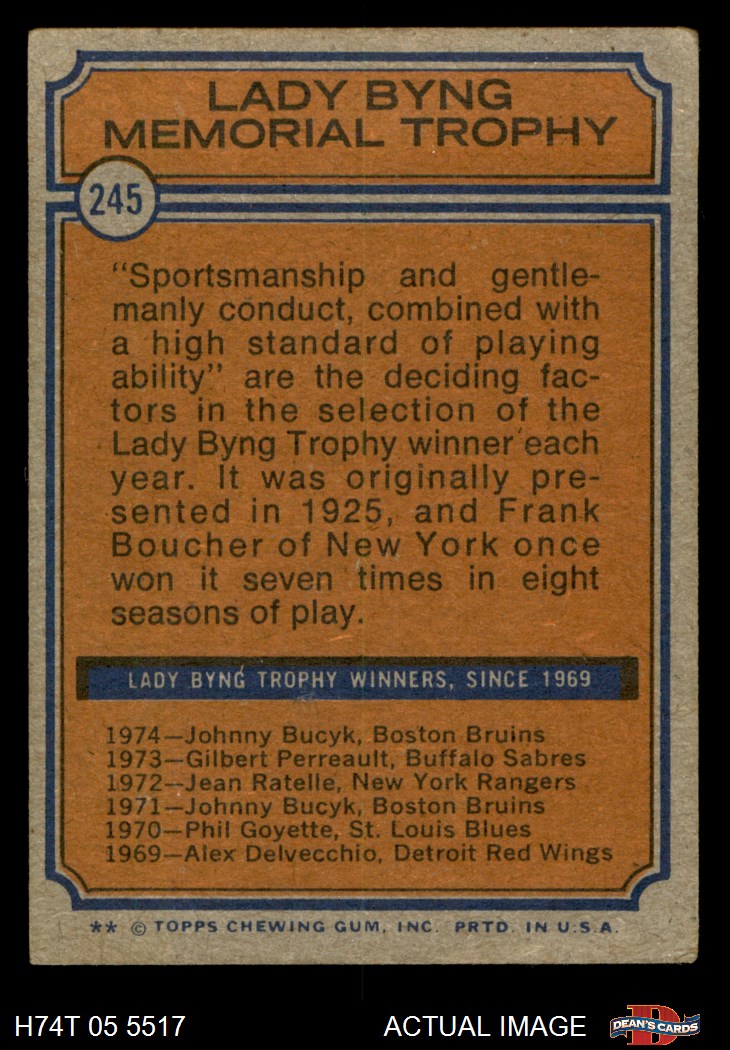 LADY BYNG
MEMORIAL TROPHY
245
"Sportsmanship and gentle-
manly conduct, combined with
a high standard of playing
ability" are the deciding fac-
tors in the selection of the
Lady Byng Trophy winner each
year. It was originally pre-
sented in 1925, and Frank
Boucher of New York once
won it seven times in eight
seasons of play.
LADY BYNG TROPHY WINNERS, SINCE 1969
1974—Johnny Bucyk, Boston Bruins
1973—Gilbert Perreault, Buffalo Sabres
1972—Jean Ratelle, New York Rangers
1971—Johnny Bucyk, Boston Bruins
1970—Phil Goyette, St. Louis Blues
1969—Alex Delvecchio, Detroit Red Wings
** © TOPPS CHEWING GUM, INC. PRTD. IN U.S.A.
H74T 05 5517
ACTUAL IMAGE
D
DEAN'S CARDS